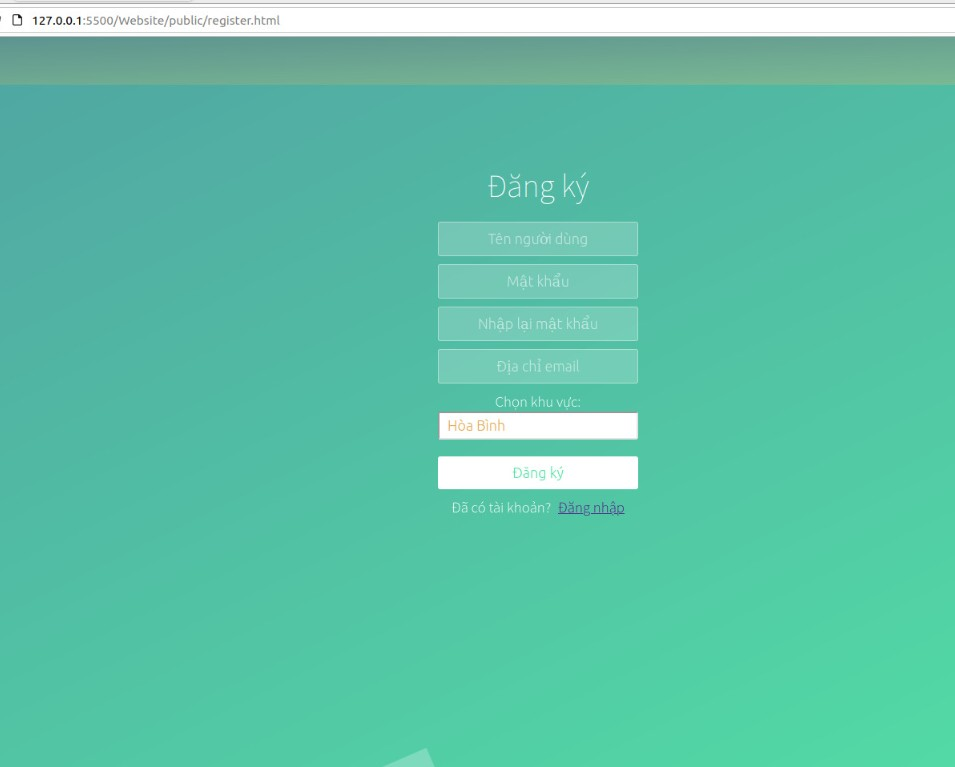 127.0.0.1:5500/Website/public/register.html
Đăng ký
Tên người dùng
Mật khẩu
Nhập lại mật khẩu
Địa chỉ email
Chọn khu vực:
Hòa Bình
Đăng ký
Đã có tài khoản? Đăng nhập